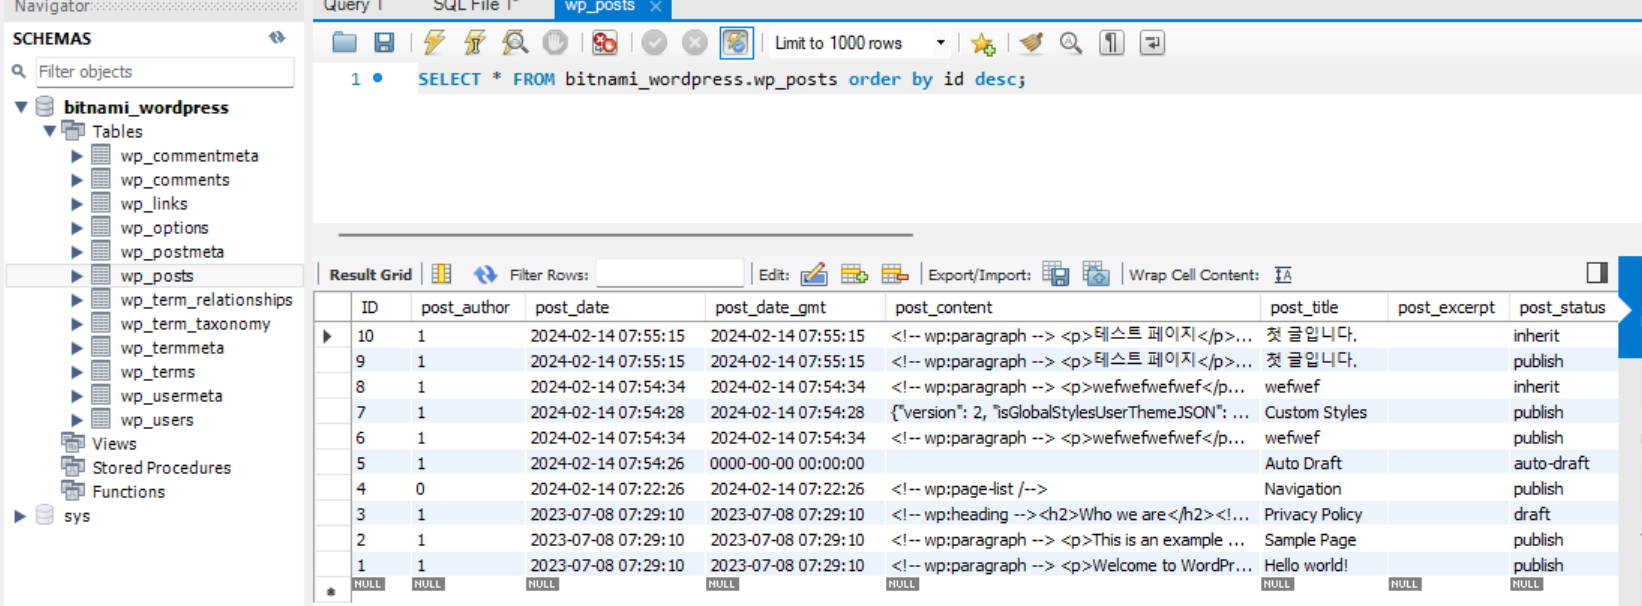 Navigator
Query 1 SQL File 1* wp_posts
SCHEMAS
Filter objects
bitnami_wordpress
Tables
wp_commentmeta
wp_comments
wp_links
wp_options
wp_postmeta
wp_posts
wp_term_relationships
wp_term_taxonomy
wp_termmeta
wp_terms
wp_usermeta
wp_users
Views
Stored Procedures
Functions
sys
Limit to 1000 rows
1 SELECT * FROM bitnami_wordpress.wp_posts order by id desc;
Result Grid Filter Rows: Edit: Export/Import: Wrap Cell Content: IA
ID post_author post_date post_date_gmt post_content post_title post_excerpt post_status
10 1 2024-02-14 07:55:15 2024-02-14 07:55:15 <!-- wp:paragraph --> <p>테스트 페이지</p>... 첫 글입니다. inherit
9 1 2024-02-14 07:55:15 2024-02-14 07:55:15 <!-- wp:paragraph --> <p>테스트 페이지</p>... 첫 글입니다. publish
8 1 2024-02-14 07:54:34 2024-02-14 07:54:34 <!-- wp:paragraph --> <p>wefwefwefwef</p... wefwef inherit
7 1 2024-02-14 07:54:28 2024-02-14 07:54:28 {"version": 2, "isGlobalStylesUserThemeJSON": ... Custom Styles publish
6 1 2024-02-14 07:54:34 2024-02-14 07:54:34 <!-- wp:paragraph --> <p>wefwefwefwef</p... wefwef publish
5 1 2024-02-14 07:54:26 0000-00-00 00:00:00 Auto Draft auto-draft
4 0 2024-02-14 07:22:26 2024-02-14 07:22:26 <!-- wp:page-list /--> Navigation publish
3 1 2023-07-08 07:29:10 2023-07-08 07:29:10 <!-- wp:heading --><h2>Who we are</h2><!... Privacy Policy draft
2 1 2023-07-08 07:29:10 2023-07-08 07:29:10 <!-- wp:paragraph --> <p>This is an example ... Sample Page publish
1 1 2023-07-08 07:29:10 2023-07-08 07:29:10 <!-- wp:paragraph --> <p>Welcome to WordPr... Hello world! publish
NULL NULL NULL NULL NULL NULL NULL NULL